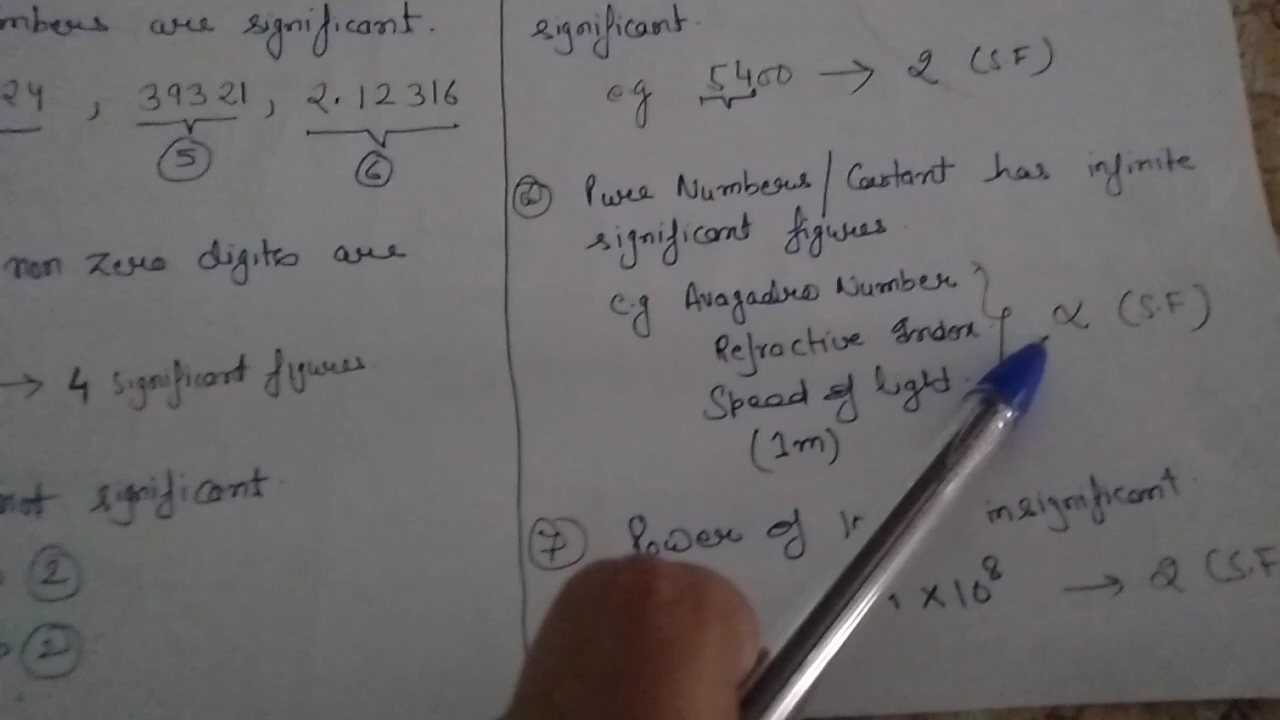 mbers are significant.
24, 39321, 2.12316
5 6
non zero digits are
→ 4 significant figures
not significant
2
2
significant.
eg 5400 → 2 (S.F)
6 Pure Numbers/Constant has infinite
significant figures.
e.g Avagadro Number
Refractive Index
Speed of light
(1m)
∝ (S.F)
7 Power of insignificant.
×10⁸ → 2 (S.F